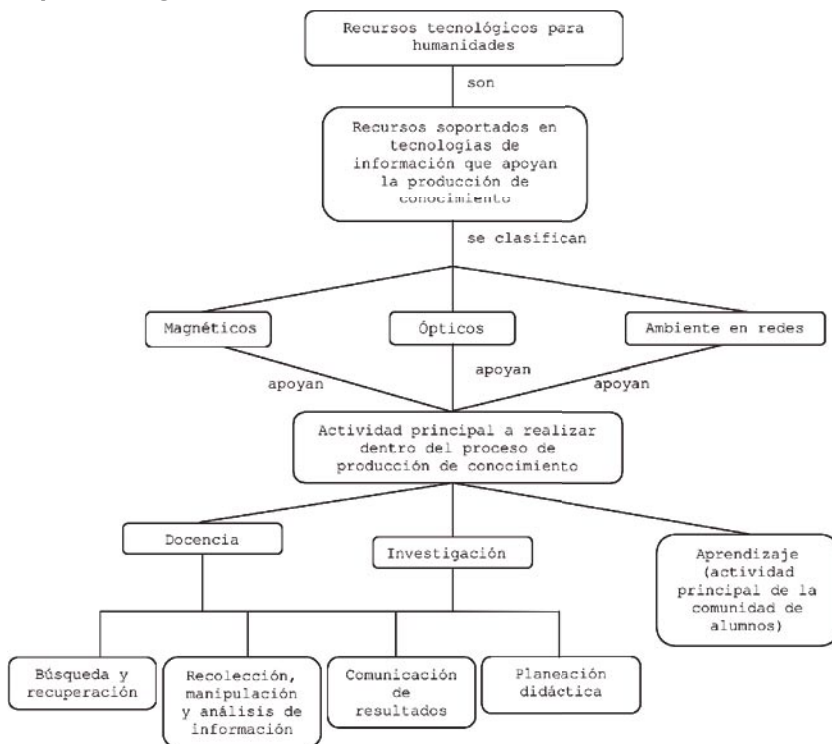 Recursos tecnológicos para
humanidades
son
Recursos soportados en
tecnologías de
información que apoyan
la producción de
conocimiento
se clasifican
Magnéticos
Ópticos
Ambiente en redes
apoyan
apoyan
apoyan
Actividad principal a realizar
dentro del proceso de
producción de conocimiento
Docencia
Investigación
Aprendizaje
(actividad
principal de la
comunidad de
alumnos)
Búsqueda y
recuperación
Recolección,
manipulación
y análisis de
información
Comunicación
de
resultados
Planeación
didáctica